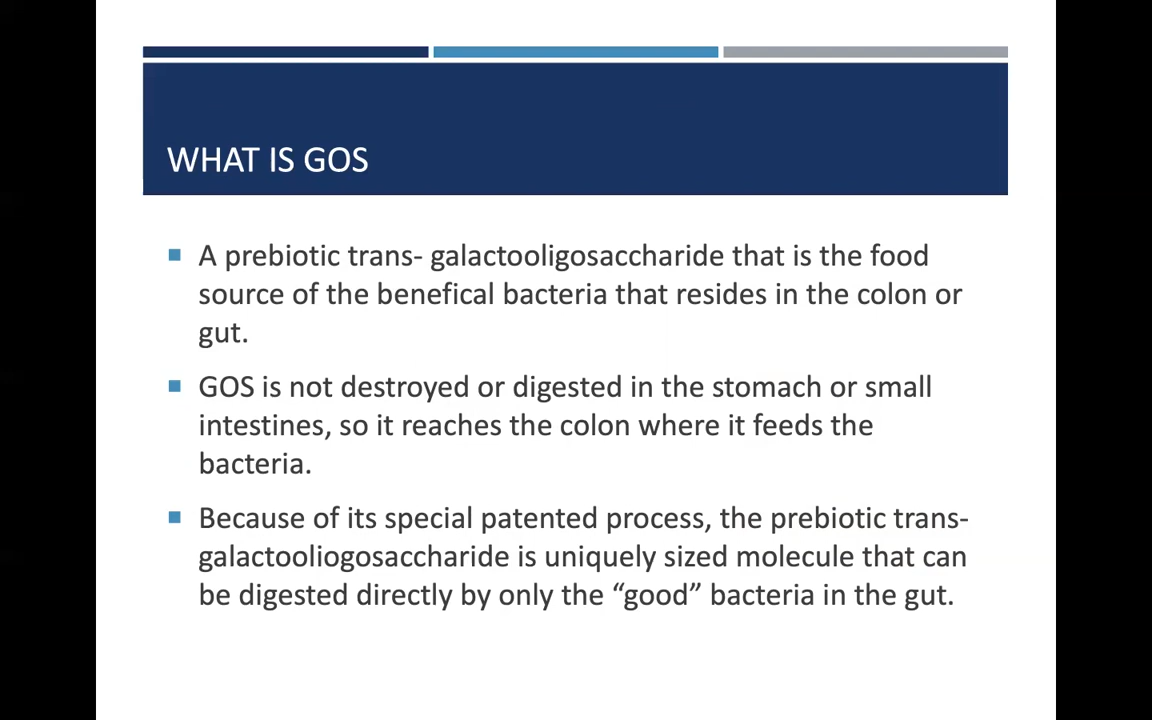 WHAT IS GOS
A prebiotic trans- galactooligosaccharide that is the food
source of the benefical bacteria that resides in the colon or
gut.
GOS is not destroyed or digested in the stomach or small
intestines, so it reaches the colon where it feeds the
bacteria.
Because of its special patented process, the prebiotic trans-
galactooliogosaccharide is uniquely sized molecule that can
be digested directly by only the “good” bacteria in the gut.